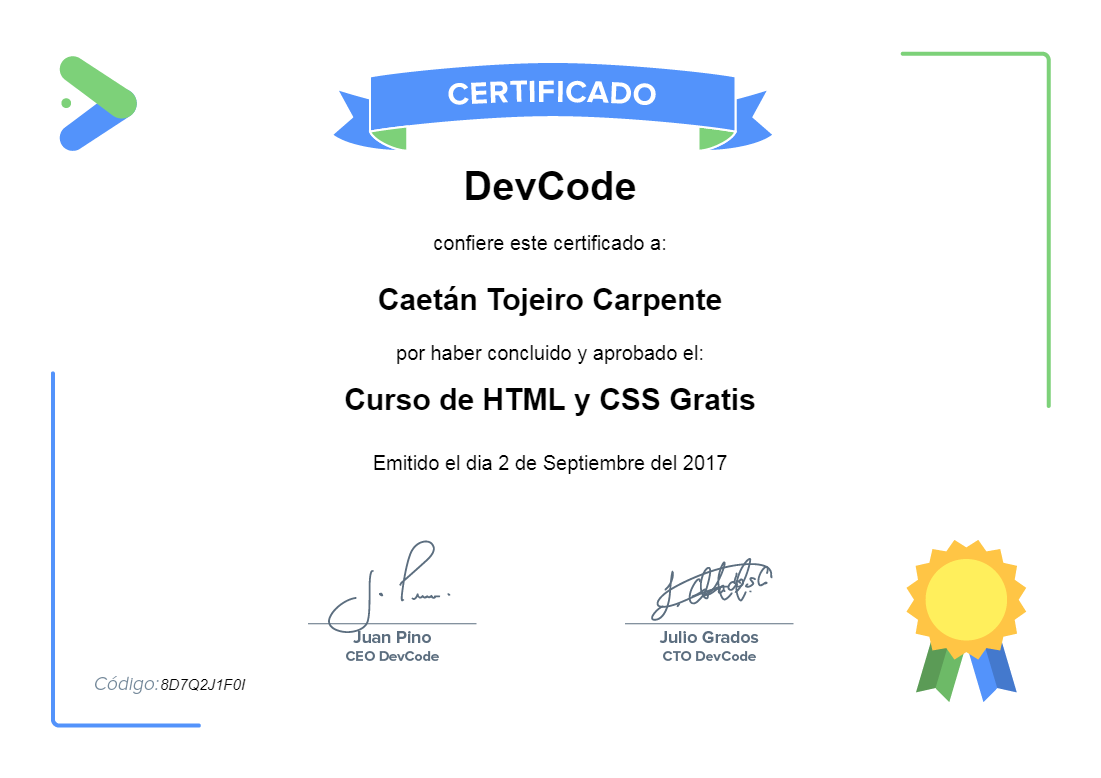 CERTIFICADO
DevCode
confiere este certificado a:
Caetán Tojeiro Carpente
por haber concluido y aprobado el:
Curso de HTML y CSS Gratis
Emitido el dia 2 de Septiembre del 2017
Juan Pino
CEO DevCode
Julio Grados
CTO DevCode
Código:8D7Q2J1F0I